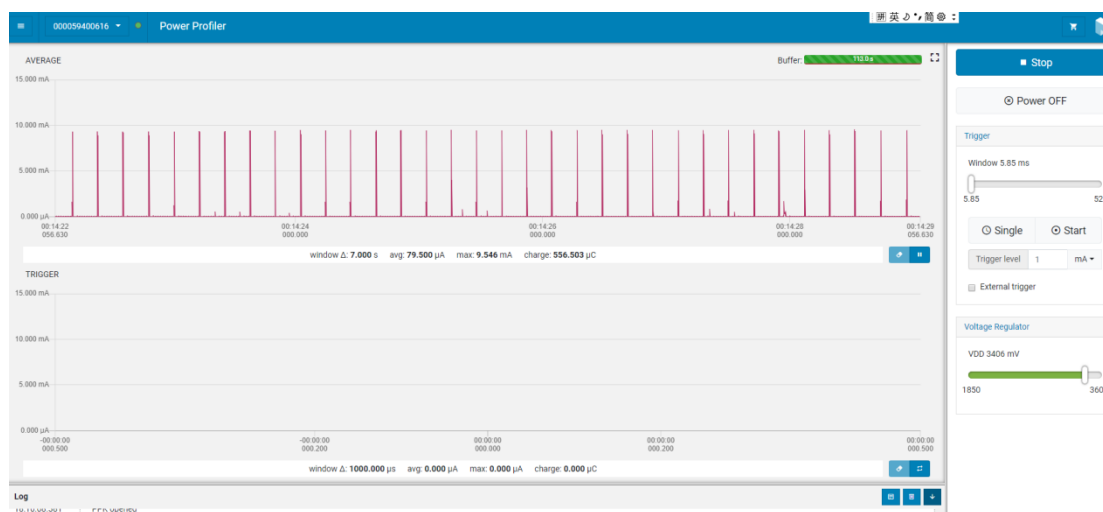 000059400616
Power Profiler
拼 英 简
AVERAGE
Buffer: 113.0 s
15.000 mA
10.000 mA
5.000 mA
0.000 µA
00:14:22 00:14:24 00:14:26 00:14:28 00:14:29
056.630 000.000 000.000 000.000 056.630
window Δ: 7.000 s avg: 79.500 µA max: 9.546 mA charge: 556.503 µC
TRIGGER
15.000 mA
10.000 mA
5.000 mA
0.000 µA
-00:00:00 -00:00:00 00:00:00 00:00:00 00:00:00
000.500 000.200 000.000 000.200 000.500
window Δ: 1000.000 µs avg: 0.000 µA max: 0.000 µA charge: 0.000 µC
Log
PPK opened
Stop
Power OFF
Trigger
Window 5.85 ms
5.85 52
Single Start
Trigger level 1 mA
External trigger
Voltage Regulator
VDD 3406 mV
1850 360